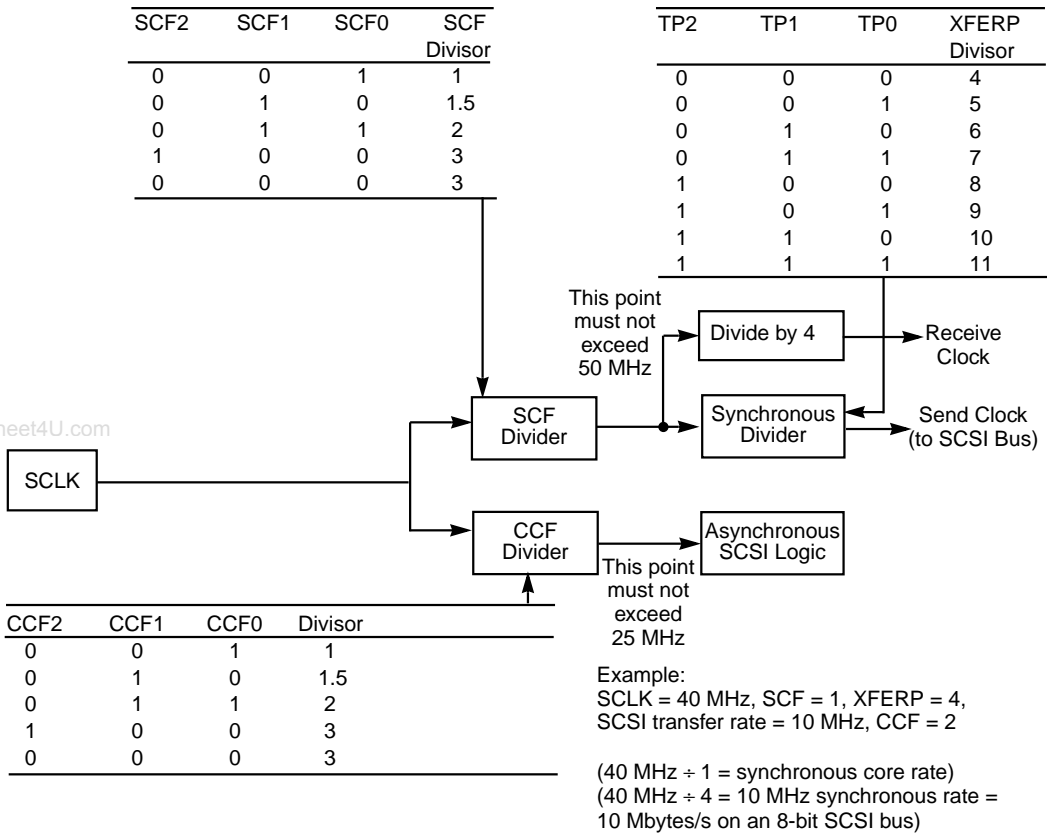 SCF2 SCF1 SCF0 SCF
Divisor
0 0 1 1
0 1 0 1.5
0 1 1 2
1 0 0 3
0 0 0 3
TP2 TP1 TP0 XFERP
Divisor
0 0 0 4
0 0 1 5
0 1 0 6
0 1 1 7
1 0 0 8
1 0 1 9
1 1 0 10
1 1 1 11
This point
must not
exceed
50 MHz
Divide by 4
Receive
Clock
SCF
Divider
Synchronous
Divider
Send Clock
(to SCSI Bus)
heet4U.com
SCLK
CCF
Divider
Asynchronous
SCSI Logic
This point
must not
exceed
25 MHz
CCF2 CCF1 CCF0 Divisor
0 0 1 1
0 1 0 1.5
0 1 1 2
1 0 0 3
0 0 0 3
Example:
SCLK = 40 MHz, SCF = 1, XFERP = 4,
SCSI transfer rate = 10 MHz, CCF = 2
(40 MHz ÷ 1 = synchronous core rate)
(40 MHz ÷ 4 = 10 MHz synchronous rate =
10 Mbytes/s on an 8-bit SCSI bus)